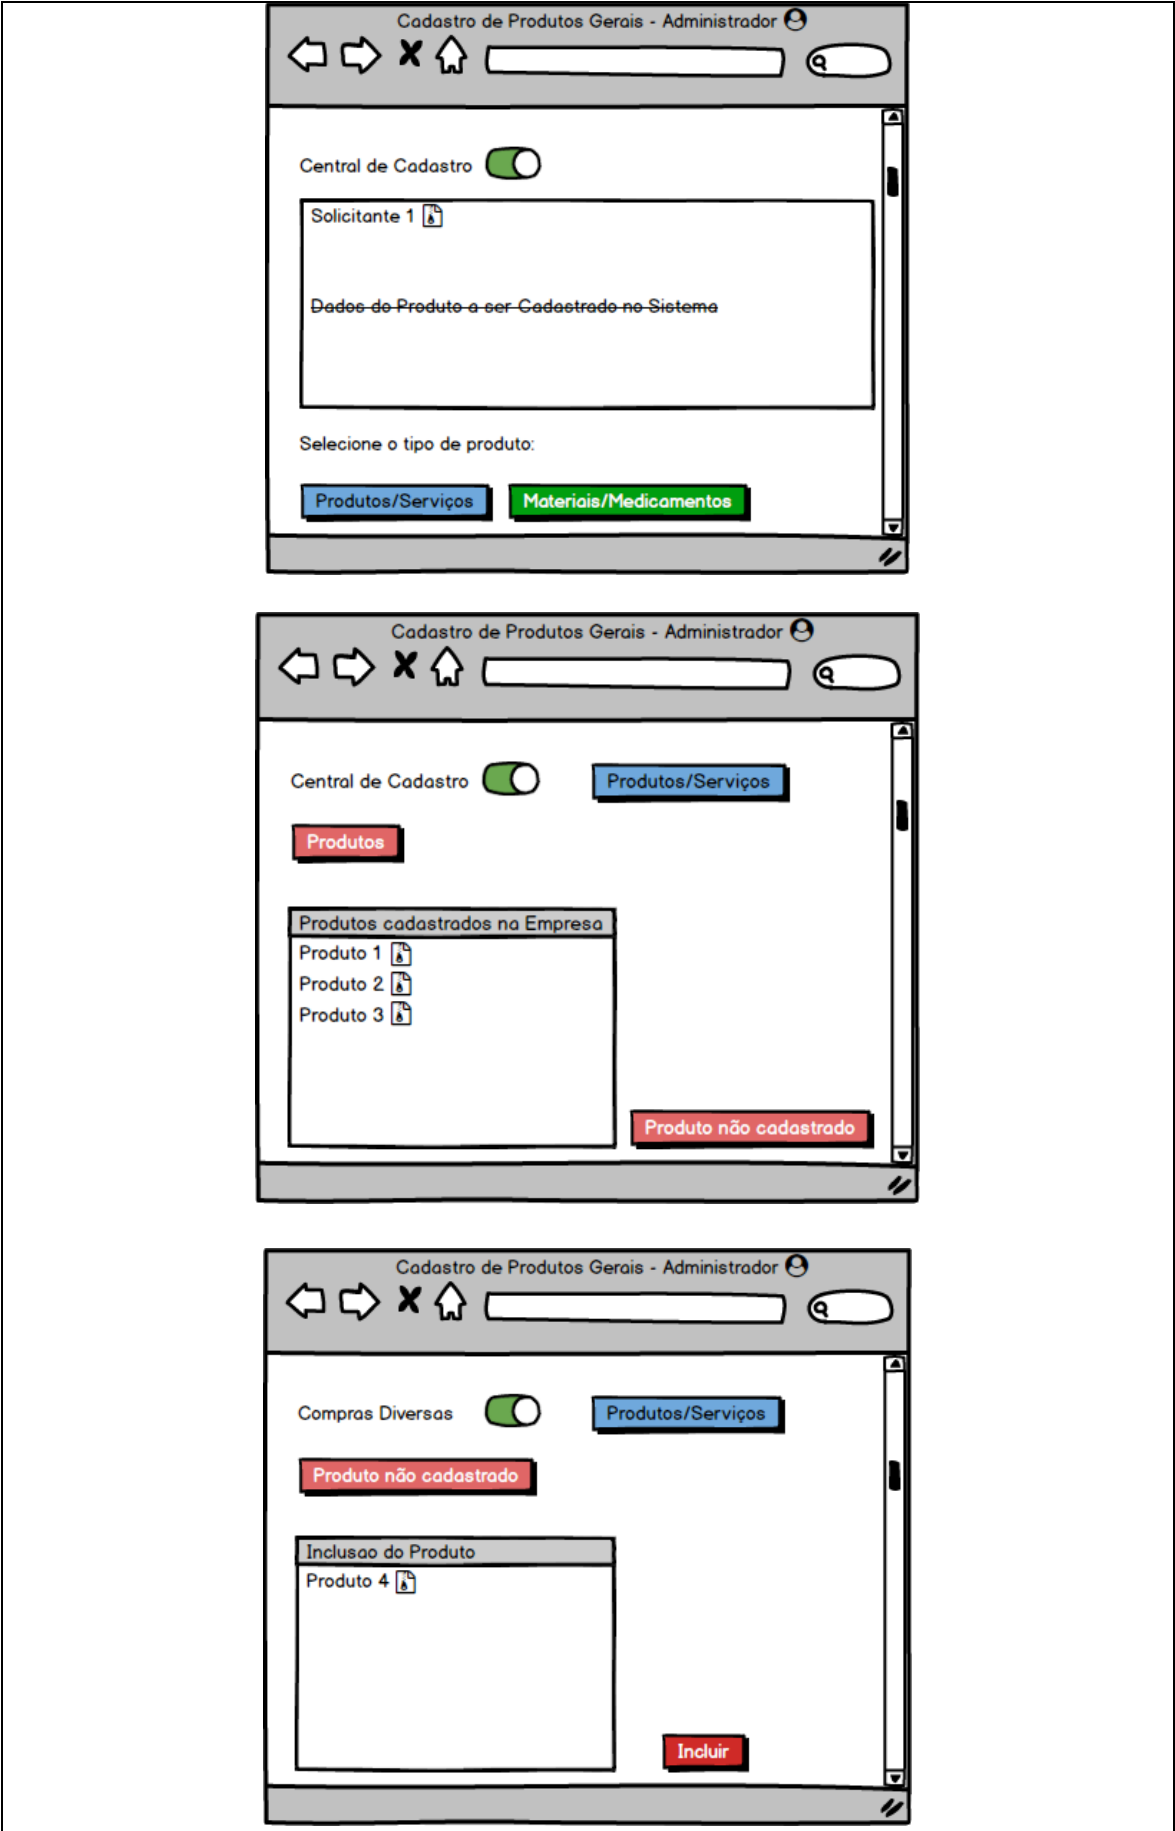 Cadastro de Produtos Gerais - Administrador
Central de Cadastro
Solicitante 1
Dados do Produto a ser Cadastrado no Sistema
Selecione o tipo de produto:
Produtos/Serviços Materiais/Medicamentos
Cadastro de Produtos Gerais - Administrador
Central de Cadastro Produtos/Serviços
Produtos
Produtos cadastrados na Empresa
Produto 1
Produto 2
Produto 3
Produto não cadastrado
Cadastro de Produtos Gerais - Administrador
Compras Diversas Produtos/Serviços
Produto não cadastrado
Inclusao do Produto
Produto 4
Incluir